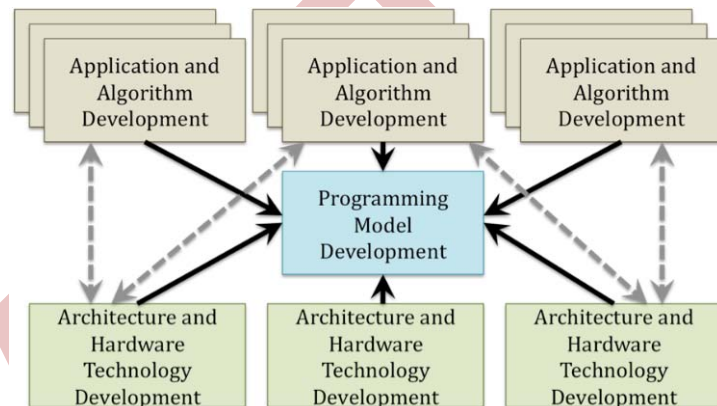 Application and
Algorithm
Development
Application and
Algorithm
Development
Application and
Algorithm
Development
Programming
Model
Development
Architecture and
Hardware
Technology
Development
Architecture and
Hardware
Technology
Development
Architecture and
Hardware
Technology
Development